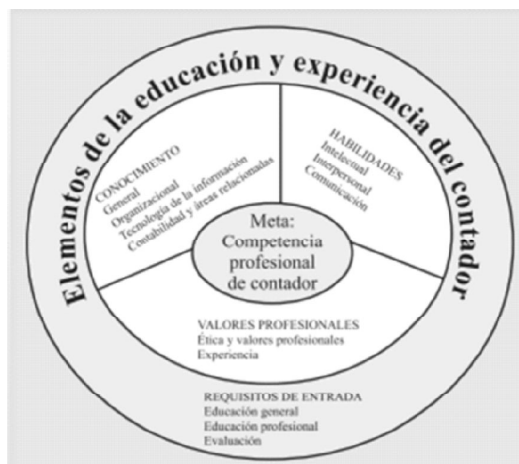 Elementos de la educación y experiencia del contador
CONOCIMIENTO
General
Organizacional
Tecnología de la información
Contabilidad y áreas relacionadas
HABILIDADES
Intelectual
Interpersonal
Comunicación
Meta:
Competencia
profesional
de contador
VALORES PROFESIONALES
Ética y valores profesionales
Experiencia
REQUISITOS DE ENTRADA
Educación general
Educación profesional
Evaluación